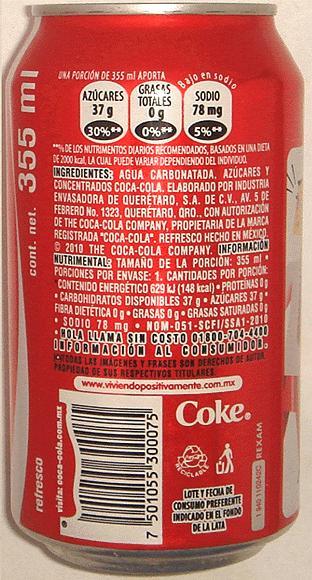 UNA PORCIÓN DE 355 ml APORTA
Bajo en sodio
AZÚCARES
37 g
30%**
GRASAS
TOTALES
0 g
0%**
SODIO
78 mg
5%**
**% DE LOS NUTRIMENTOS DIARIOS RECOMENDADOS, BASADOS EN UNA DIETA
DE 2000 kcal, LA CUAL PUEDE VARIAR DEPENDIENDO DEL INDIVIDUO.
INGREDIENTES: AGUA CARBONATADA, AZÚCARES Y
CONCENTRADOS COCA-COLA. ELABORADO POR INDUSTRIA
ENVASADORA DE QUERÉTARO, S.A. DE C.V., AV. 5 DE
FEBRERO No. 1323, QUERÉTARO, QRO., CON AUTORIZACIÓN
DE THE COCA-COLA COMPANY, PROPIETARIA DE LA MARCA
REGISTRADA "COCA-COLA". REFRESCO HECHO EN MÉXICO.
© 2010 THE COCA-COLA COMPANY. INFORMACIÓN
NUTRIMENTAL: TAMAÑO DE LA PORCIÓN: 355 ml •
PORCIONES POR ENVASE: 1. CANTIDADES POR PORCIÓN:
CONTENIDO ENERGÉTICO 629 kJ (148 kcal) • PROTEÍNAS 0 g
• CARBOHIDRATOS DISPONIBLES 37 g • AZÚCARES 37 g •
FIBRA DIETÉTICA 0 g • GRASAS 0 g • GRASAS SATURADAS 0 g
• SODIO 78 mg • NOM-051-SCFI/SSA1-2010
• HOLA LLAMA SIN COSTO 01800-704-4400
INFORMACIÓN AL CONSUMIDOR.
TODAS LAS IMAGENES Y FRASES SON DERECHOS DE AUTOR,
PROPIEDAD DE SUS RESPECTIVOS TITULARES.
www.viviendopositivamente.com.mx
cont. net. 355 ml
refresco
visita: coca-cola.com.mx
7 501055 300075
Coke®
RECICLABLE
LOTE Y FECHA DE
CONSUMO PREFERENTE
INDICADO EN EL FONDO
DE LA LATA
REXAM